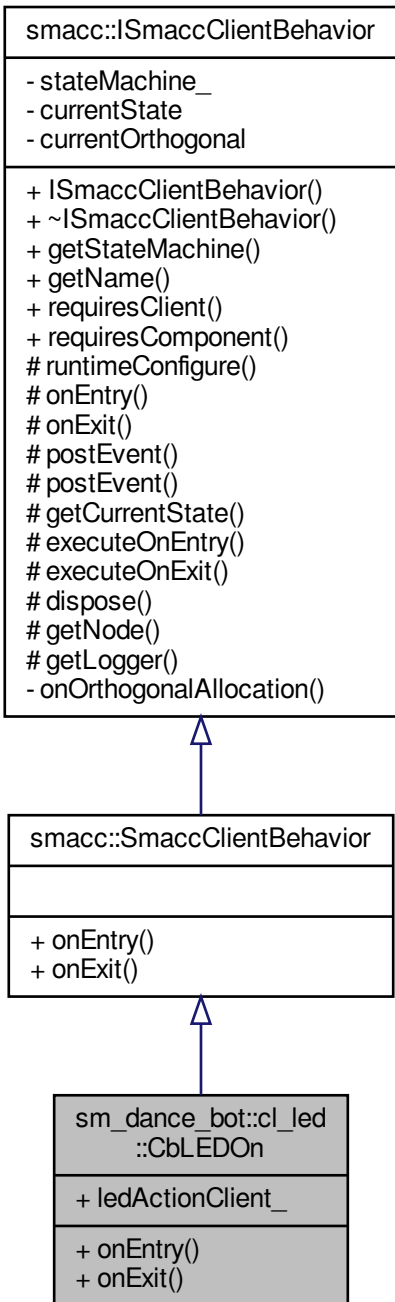 smacc::ISmaccClientBehavior
- stateMachine_
- currentState
- currentOrthogonal
+ ISmaccClientBehavior()
+ ~ISmaccClientBehavior()
+ getStateMachine()
+ getName()
+ requiresClient()
+ requiresComponent()
# runtimeConfigure()
# onEntry()
# onExit()
# postEvent()
# postEvent()
# getCurrentState()
# executeOnEntry()
# executeOnExit()
# dispose()
# getNode()
# getLogger()
- onOrthogonalAllocation()
smacc::SmaccClientBehavior
+ onEntry()
+ onExit()
sm_dance_bot::cl_led
::CbLEDOn
+ ledActionClient_
+ onEntry()
+ onExit()